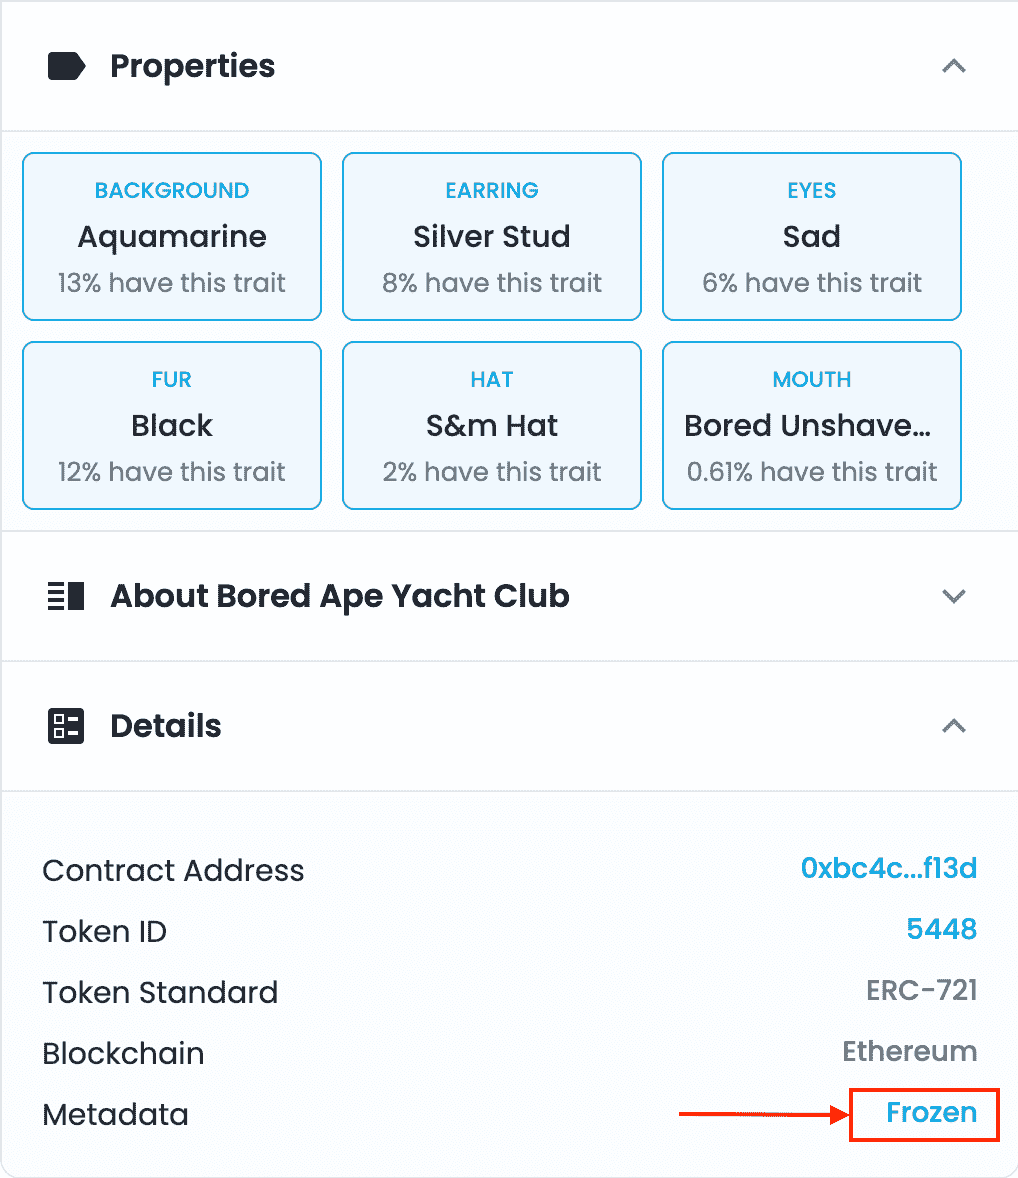 Properties
BACKGROUND
Aquamarine
13% have this trait
EARRING
Silver Stud
8% have this trait
EYES
Sad
6% have this trait
FUR
Black
12% have this trait
HAT
S&m Hat
2% have this trait
MOUTH
Bored Unshave...
0.61% have this trait
About Bored Ape Yacht Club
Details
Contract Address 0xbc4c...f13d
Token ID 5448
Token Standard ERC-721
Blockchain Ethereum
Metadata Frozen